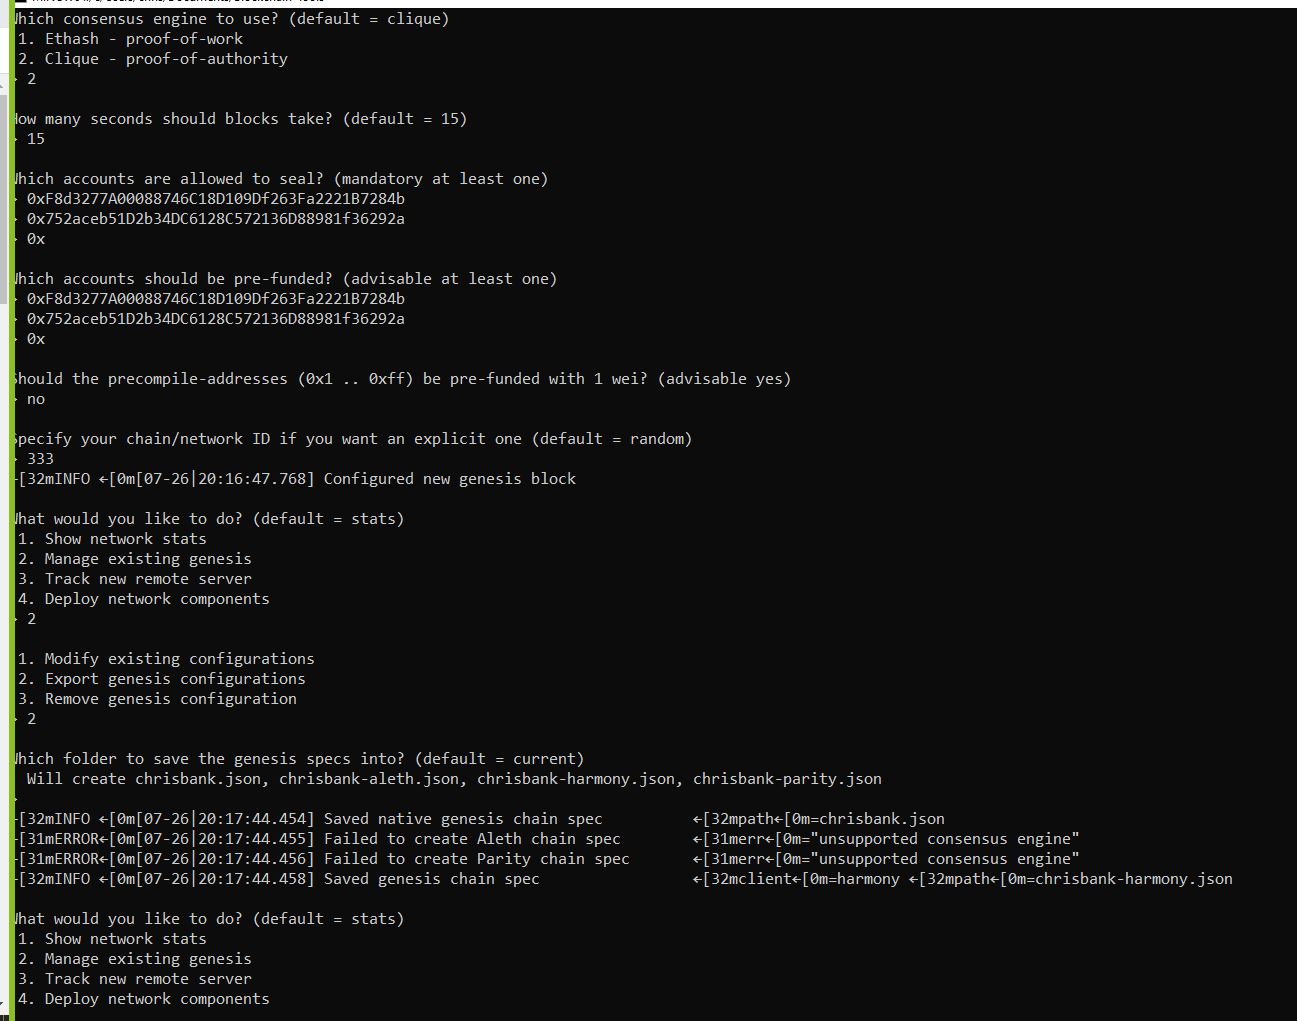 Which consensus engine to use? (default = clique)
1. Ethash - proof-of-work
2. Clique - proof-of-authority
> 2
How many seconds should blocks take? (default = 15)
> 15
Which accounts are allowed to seal? (mandatory at least one)
> 0xF8d3277A00088746C18D109Df263Fa2221B7284b
> 0x752aceb51D2b34DC6128C572136D88981f36292a
> 0x
Which accounts should be pre-funded? (advisable at least one)
> 0xF8d3277A00088746C18D109Df263Fa2221B7284b
> 0x752aceb51D2b34DC6128C572136D88981f36292a
> 0x
Should the precompile-addresses (0x1 .. 0xff) be pre-funded with 1 wei? (advisable yes)
> no
Specify your chain/network ID if you want an explicit one (default = random)
> 333
←[32mINFO ←[0m[07-26|20:16:47.768] Configured new genesis block
What would you like to do? (default = stats)
1. Show network stats
2. Manage existing genesis
3. Track new remote server
4. Deploy network components
> 2
1. Modify existing configurations
2. Export genesis configurations
3. Remove genesis configuration
> 2
Which folder to save the genesis specs into? (default = current)
Will create chrisbank.json, chrisbank-aleth.json, chrisbank-harmony.json, chrisbank-parity.json
>
←[32mINFO ←[0m[07-26|20:17:44.454] Saved native genesis chain spec ←[32mpath←[0m=chrisbank.json
←[31mERROR←[0m[07-26|20:17:44.455] Failed to create Aleth chain spec ←[31merr←[0m="unsupported consensus engine"
←[31mERROR←[0m[07-26|20:17:44.456] Failed to create Parity chain spec ←[31merr←[0m="unsupported consensus engine"
←[32mINFO ←[0m[07-26|20:17:44.458] Saved genesis chain spec ←[32mclient←[0m=harmony ←[32mpath←[0m=chrisbank-harmony.json
What would you like to do? (default = stats)
1. Show network stats
2. Manage existing genesis
3. Track new remote server
4. Deploy network components